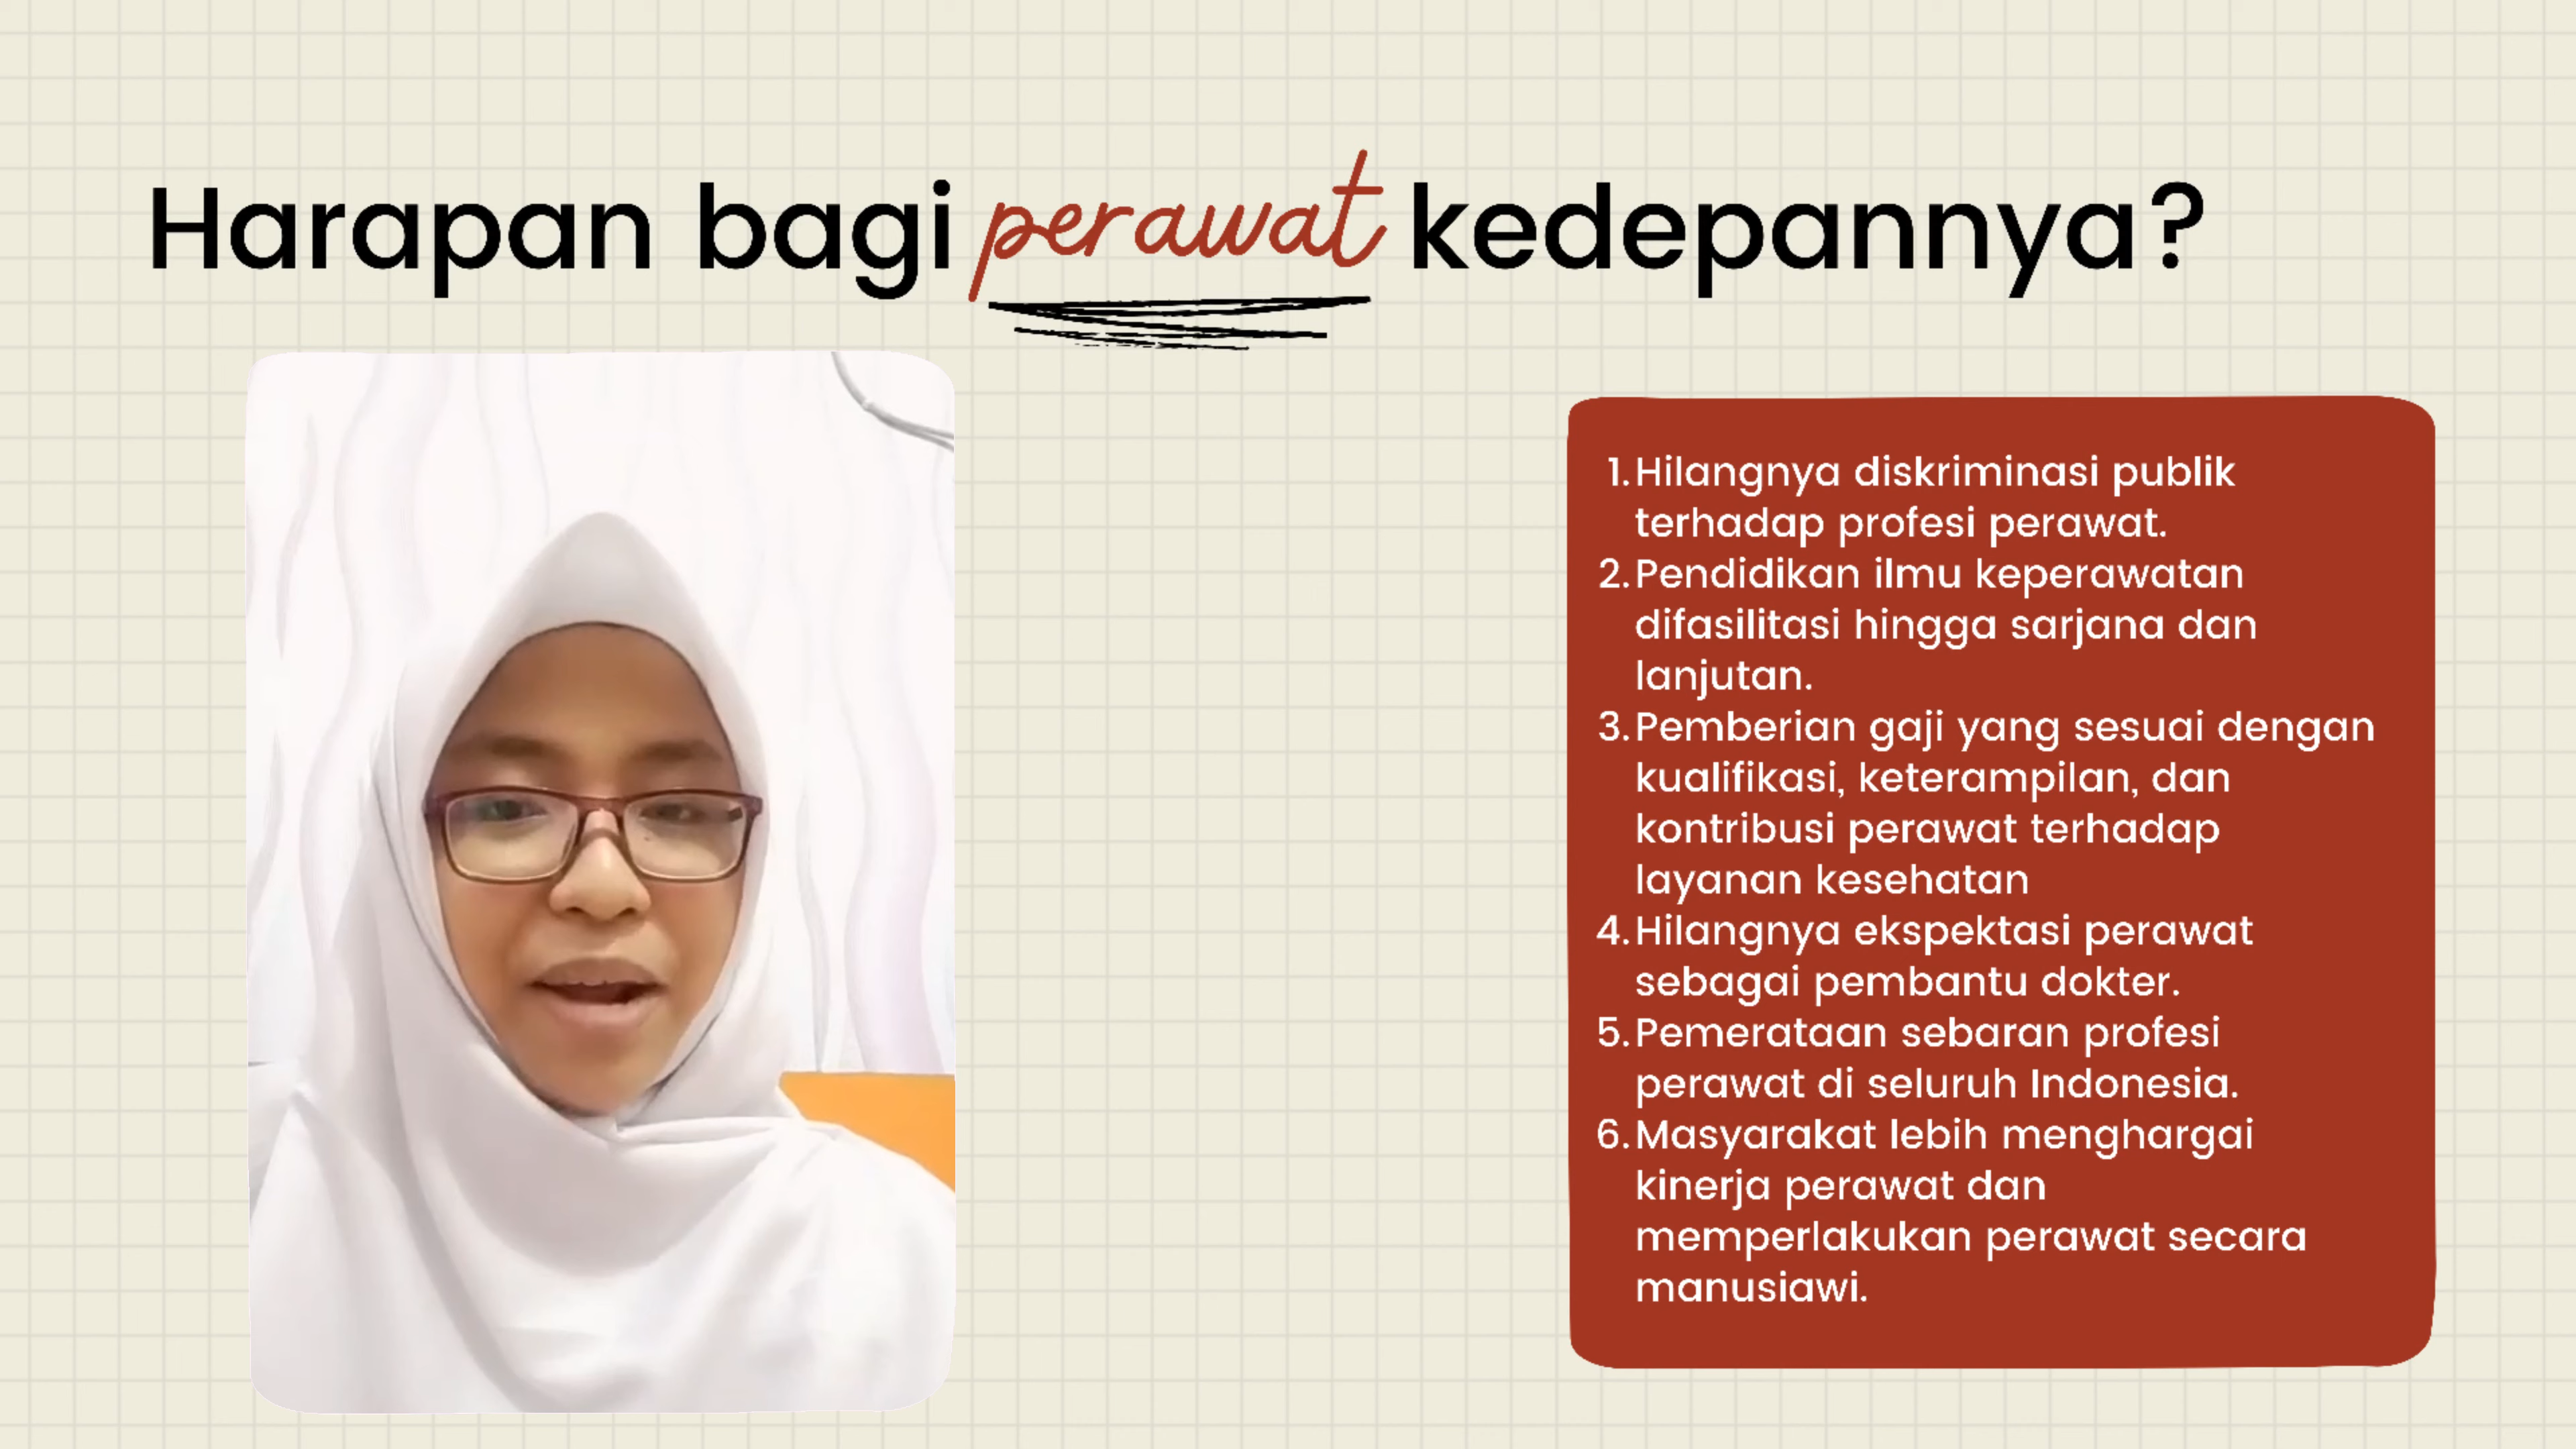 Harapan bagi perawat kedepannya?
1. Hilangnya diskriminasi publik
terhadap profesi perawat.
2. Pendidikan ilmu keperawatan
difasilitasi hingga sarjana dan
lanjutan.
3. Pemberian gaji yang sesuai dengan
kualifikasi, keterampilan, dan
kontribusi perawat terhadap
layanan kesehatan
4. Hilangnya ekspektasi perawat
sebagai pembantu dokter.
5. Pemerataan sebaran profesi
perawat di seluruh Indonesia.
6. Masyarakat lebih menghargai
kinerja perawat dan
memperlakukan perawat secara
manusiawi.